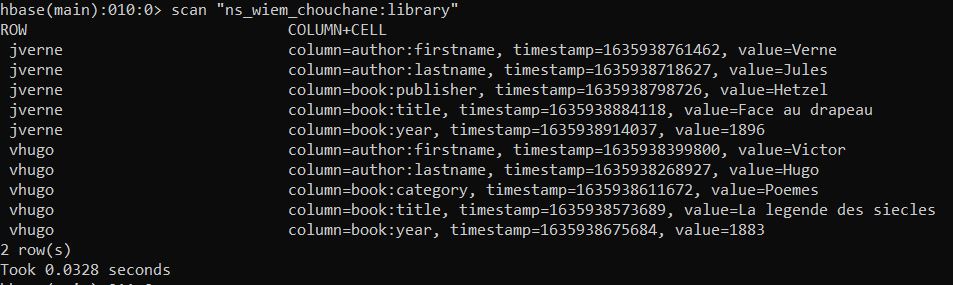 hbase(main):010:0> scan "ns_wiem_chouchane:library"
ROW COLUMN+CELL
jverne column=author:firstname, timestamp=1635938761462, value=Verne
jverne column=author:lastname, timestamp=1635938718627, value=Jules
jverne column=book:publisher, timestamp=1635938798726, value=Hetzel
jverne column=book:title, timestamp=1635938884118, value=Face au drapeau
jverne column=book:year, timestamp=1635938914037, value=1896
vhugo column=author:firstname, timestamp=1635938399800, value=Victor
vhugo column=author:lastname, timestamp=1635938268927, value=Hugo
vhugo column=book:category, timestamp=1635938611672, value=Poemes
vhugo column=book:title, timestamp=1635938573689, value=La legende des siecles
vhugo column=book:year, timestamp=1635938675684, value=1883
2 row(s)
Took 0.0328 seconds